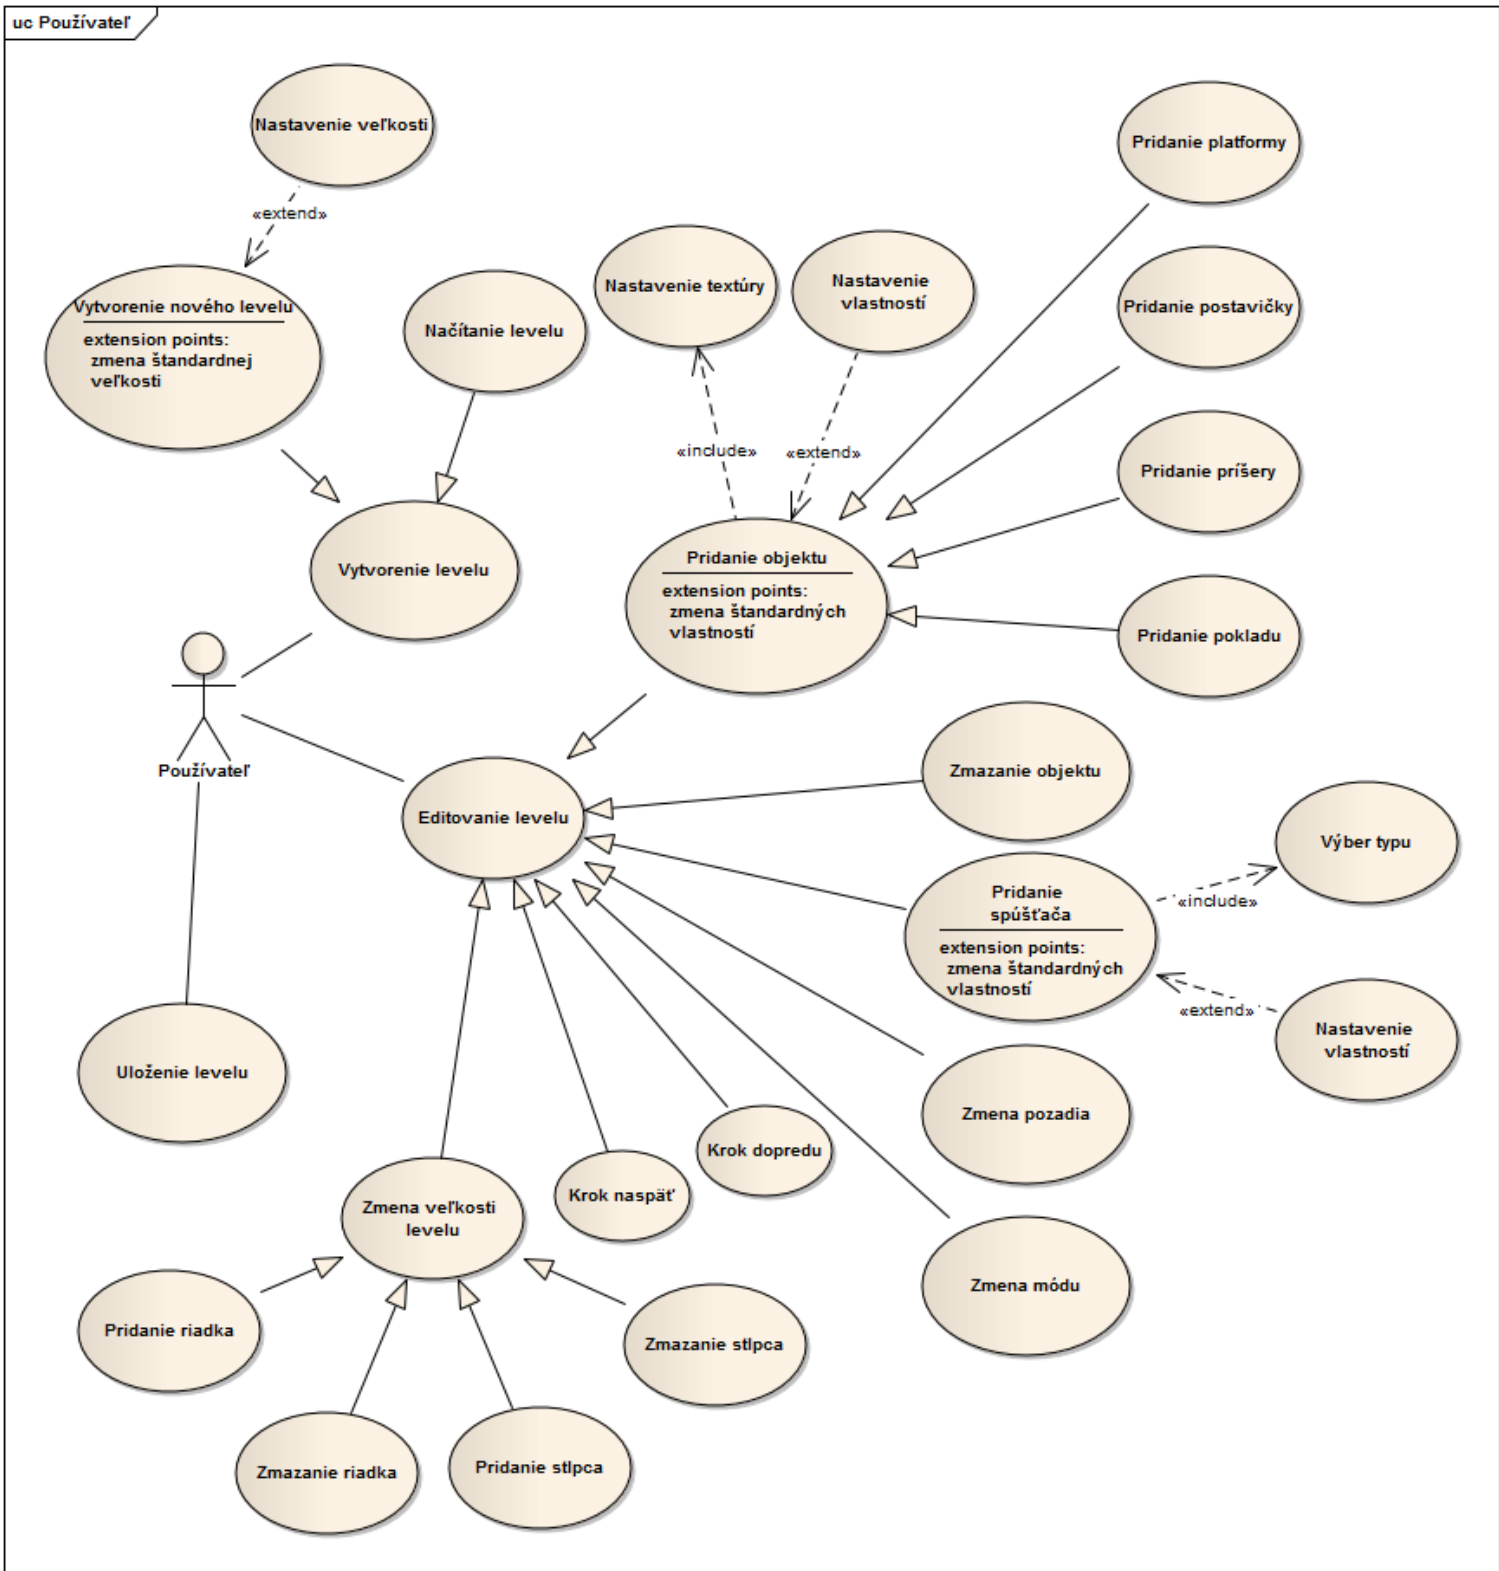 uc Používateľ
Nastavenie veľkosti
«extend»
Vytvorenie nového levelu
extension points:
zmena štandardnej
veľkosti
Načítanie levelu
Vytvorenie levelu
Nastavenie textúry
Nastavenie
vlastností
«include»
«extend»
Pridanie objektu
extension points:
zmena štandardných
vlastností
Pridanie platformy
Pridanie postavičky
Pridanie príšery
Pridanie pokladu
Používateľ
Editovanie levelu
Zmazanie objektu
Pridanie
spúšťača
extension points:
zmena štandardných
vlastností
Výber typu
«include»
«extend»
Nastavenie
vlastností
Uloženie levelu
Zmena pozadia
Krok dopredu
Krok naspäť
Zmena veľkosti
levelu
Zmena módu
Pridanie riadka
Zmazanie stĺpca
Zmazanie riadka
Pridanie stĺpca